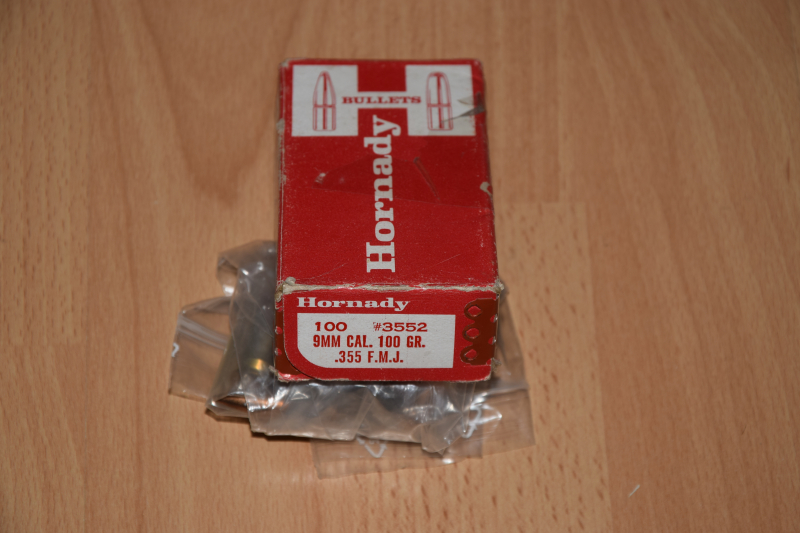 BULLETS
Hornady
Hornady
100 #3552
9MM CAL. 100 GR.
.355 F.M.J.